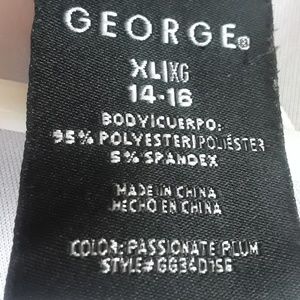 GEORGE®
XL|XG
14-16
BODY|CUERPO:
95% POLYESTER|POLIÉSTER
5% SPANDEX
MADE IN CHINA
HECHO EN CHINA
COLOR: PASSIONATE PLUM
STYLE# GG34D156